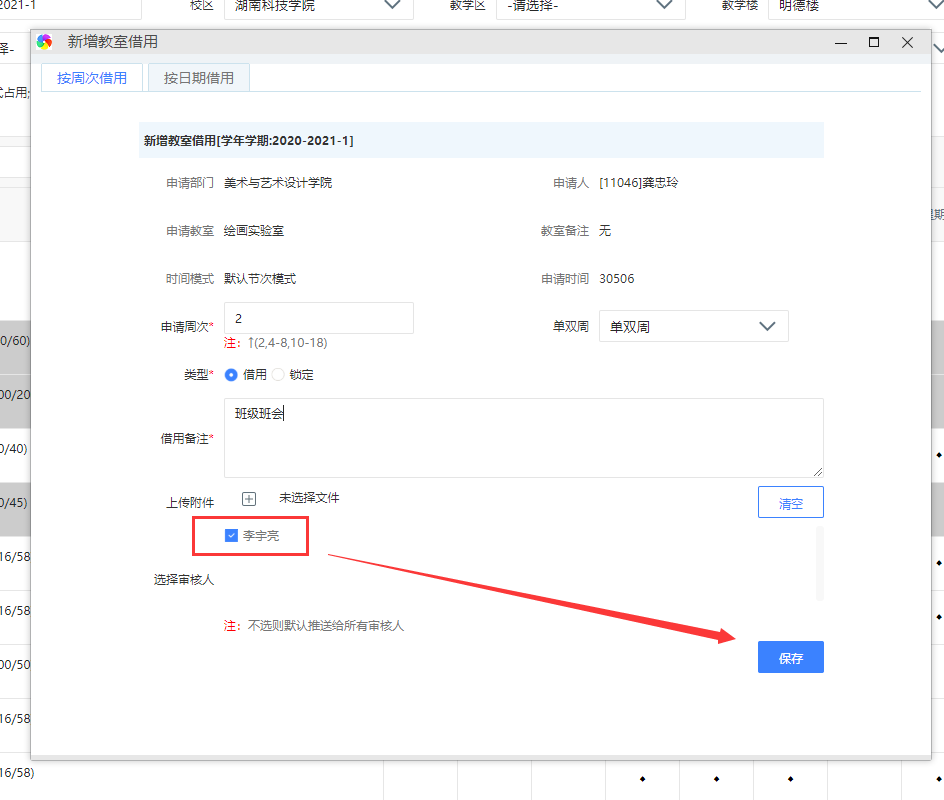 2021-1 校区 湖南科技学院 教学区 -请选择- 教学楼 明德楼
新增教室借用
择-
按周次借用 按日期借用
式占用;
新增教室借用[学年学期:2020-2021-1]
申请部门 美术与艺术设计学院 申请人 [11046]龚忠玲
星期
申请教室 绘画实验室 教室备注 无
时间模式 默认节次模式 申请时间 30506
申请周次* 2 单双周 单双周
0/60)
注: ↑(2,4-8,10-18)
类型* 借用 锁定
00/20
班级班会
借用备注*
0/40)
上传附件 未选择文件 清空
0/45)
李宇亮
16/58
选择审核人
16/58
注: 不选则默认推送给所有审核人
保存
00/50
16/58
16/58)